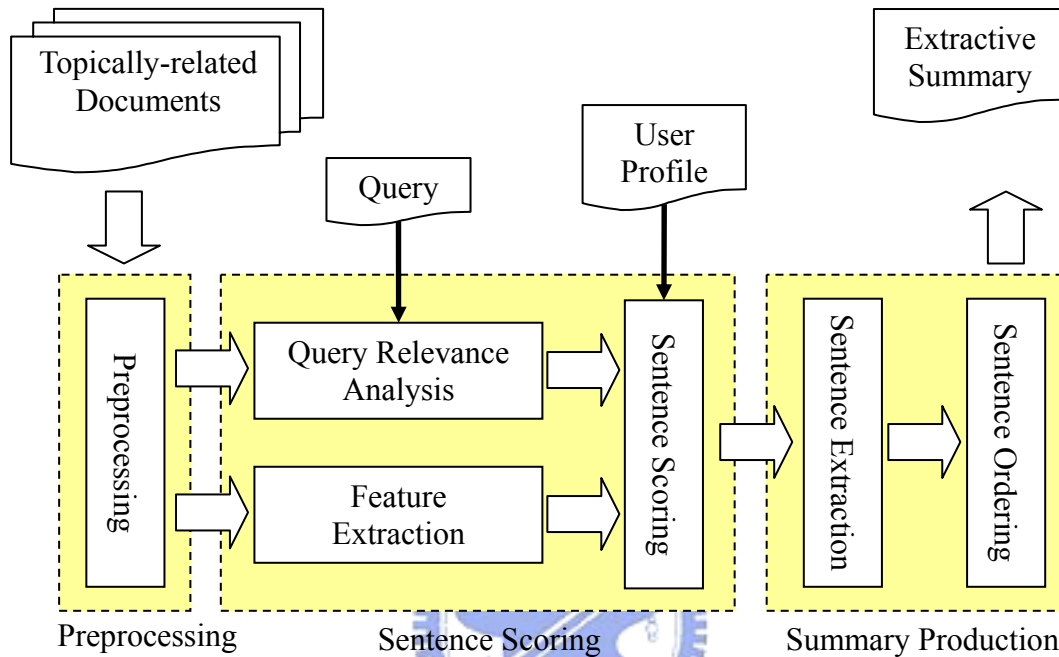 Topically-related
Documents
Extractive
Summary
User
Profile
Query
Preprocessing
Query Relevance
Analysis
Feature
Extraction
Sentence Scoring
Sentence Extraction
Sentence Ordering
Preprocessing
Sentence Scoring
Summary Production